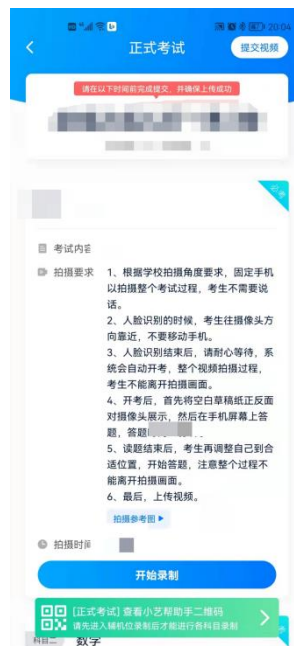 20:04
正式考试
提交视频
请在以下时间前完成提交，并确保上传成功
必考
考试内容
拍摄要求
1、根据学校拍摄角度要求，固定手机
以拍摄整个考试过程，考生不需要说
话。
2、人脸识别的时候，考生往摄像头方
向靠近，不要移动手机。
3、人脸识别结束后，请耐心等待，系
统会自动开考，整个视频拍摄过程，
考生不能离开拍摄画面。
4、开考后，首先将空白草稿纸正反面
对摄像头展示，然后在手机屏幕上答
题，答题
5、读题结束后，考生再调整自己到合
适位置，开始答题，注意整个过程不
能离开拍摄画面。
6、最后，上传视频。
拍摄参考图
拍摄时间
开始录制
[正式考试] 查看小艺帮助手二维码
请先进入辅机位录制后才能进行各科目录制
科目二 数学